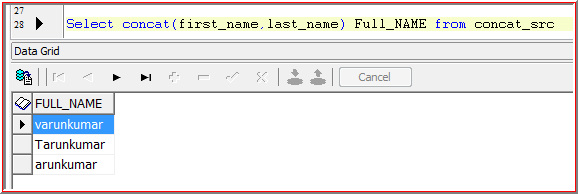 27
28 Select concat(first_name,last_name) Full_NAME from concat_src
Data Grid
Cancel
FULL_NAME
varunkumar
Tarunkumar
arunkumar